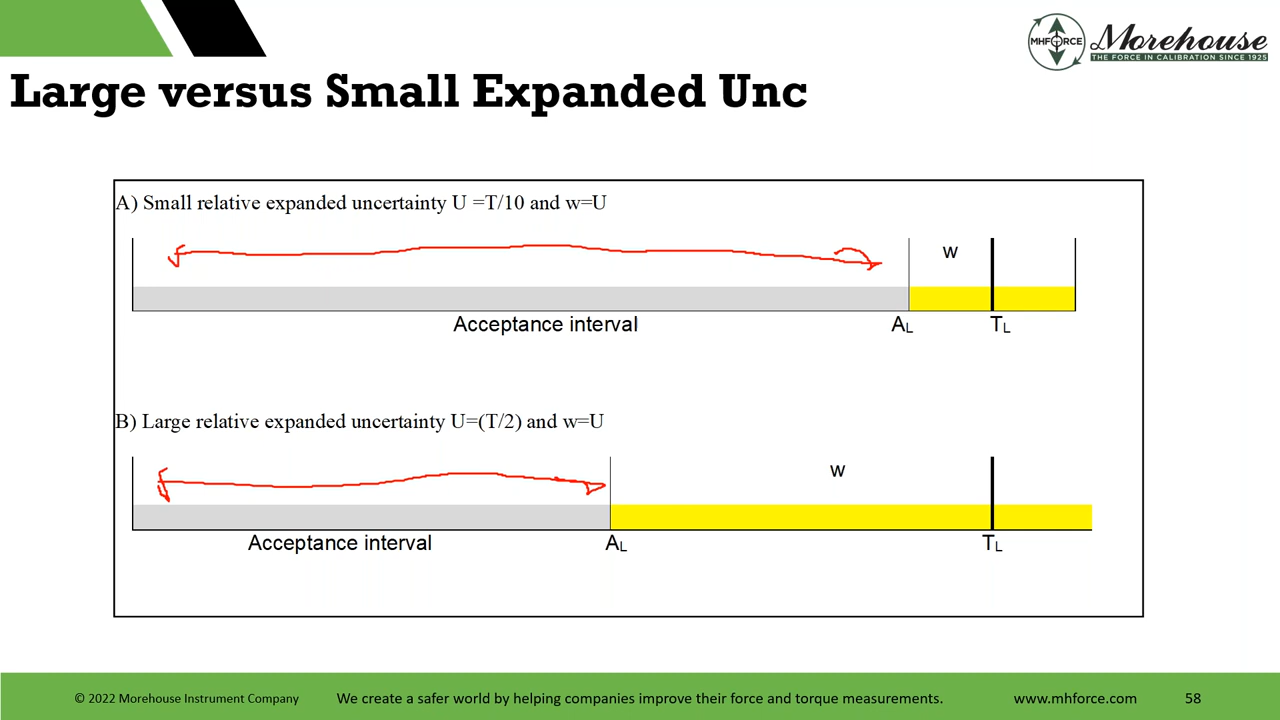 MHFORCE
Morehouse
THE FORCE IN CALIBRATION SINCE 1925
Large versus Small Expanded Unc
A) Small relative expanded uncertainty U =T/10 and w=U
w
Acceptance interval
AL
TL
B) Large relative expanded uncertainty U=(T/2) and w=U
w
Acceptance interval
AL
TL
© 2022 Morehouse Instrument Company
We create a safer world by helping companies improve their force and torque measurements.
www.mhforce.com
58